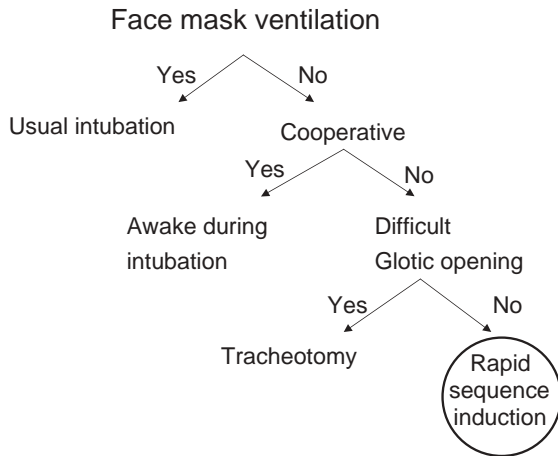 Face mask ventilation
Yes
No
Usual intubation
Cooperative
Yes
No
Awake during
intubation
Difficult
Glotic opening
Yes
No
Tracheotomy
Rapid
sequence
induction